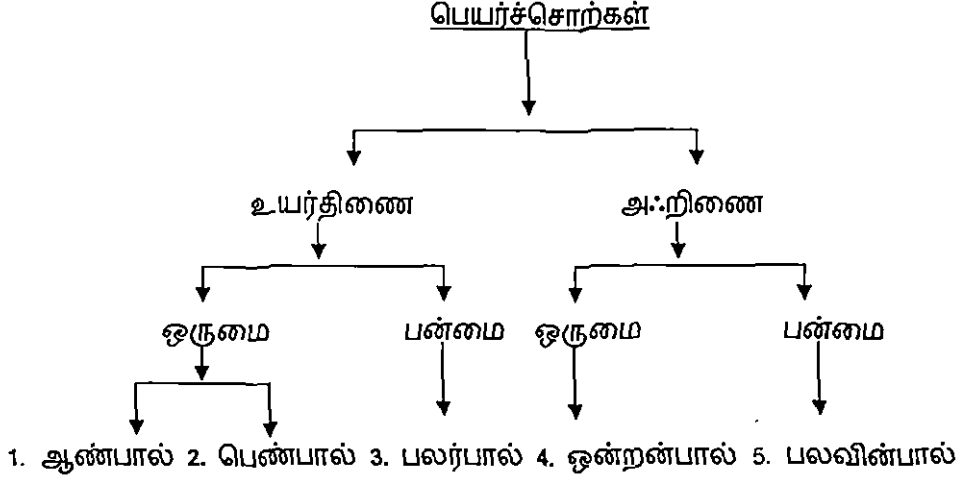 பெயர்ச்சொற்கள்
உயர்திணை அஃறிணை
ஒருமை பன்மை ஒருமை பன்மை
1. ஆண்பால் 2. பெண்பால் 3. பலர்பால் 4. ஒன்றன்பால் 5. பலவின்பால்